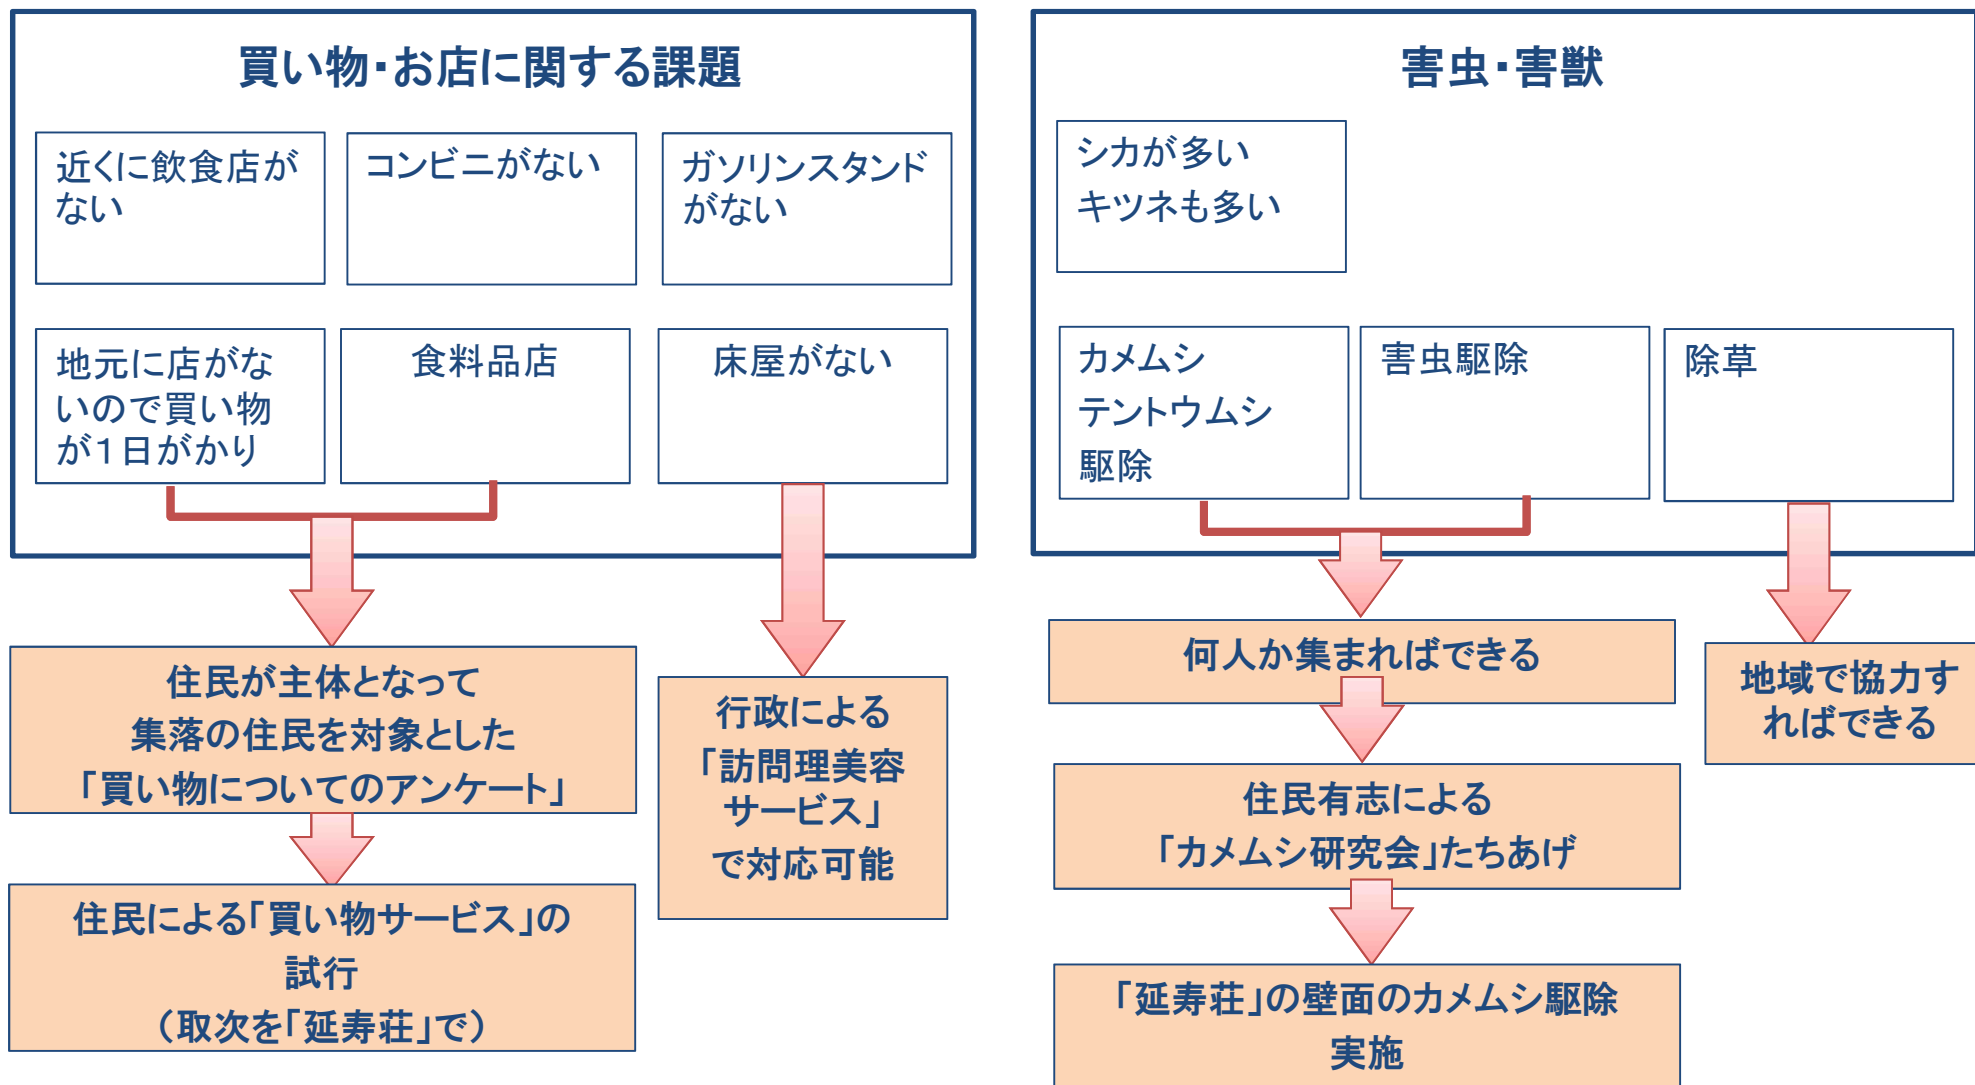 買い物・お店に関する課題
近くに飲食店が
ない
コンビニがない
ガソリンスタンド
がない
地元に店がな
いので買い物
が１日がかり
食料品店
床屋がない
住民が主体となって
集落の住民を対象とした
「買い物についてのアンケート」
行政による
「訪問理美容
サービス」
で対応可能
住民による「買い物サービス」の
試行
（取次を「延寿荘」で）
害虫・害獣
シカが多い
キツネも多い
カメムシ
テントウムシ
駆除
害虫駆除
除草
何人か集まればできる
地域で協力す
ればできる
住民有志による
「カメムシ研究会」たちあげ
「延寿荘」の壁面のカメムシ駆除
実施